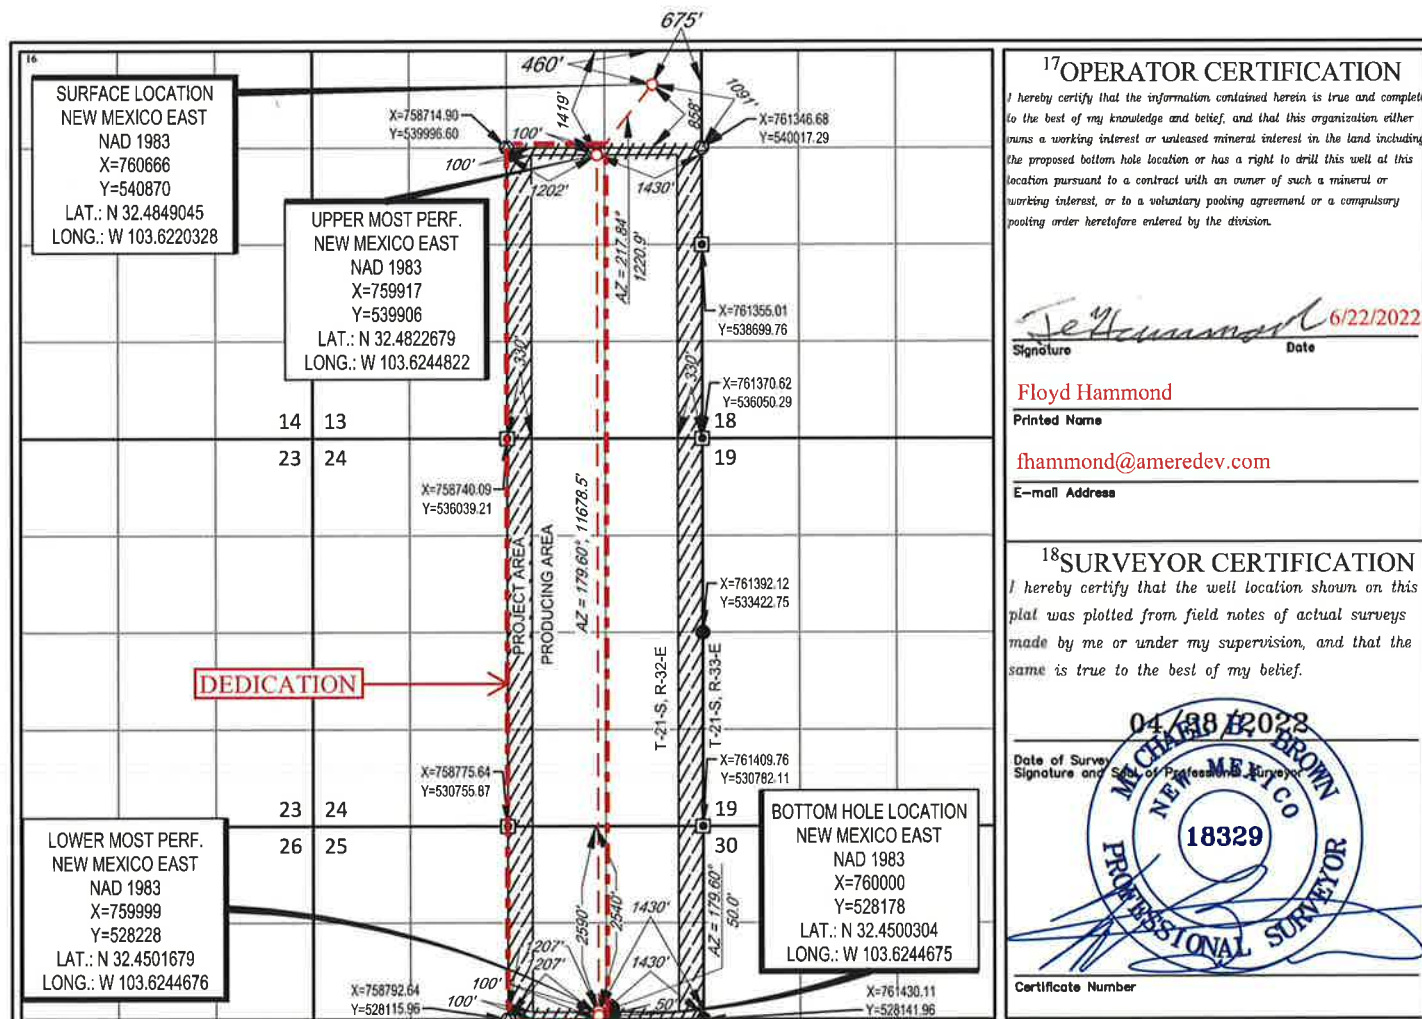 16
675'
460'
1419'
858'
1091'
SURFACE LOCATION
NEW MEXICO EAST
NAD 1983
X=760666
Y=540870
LAT.: N 32.4849045
LONG.: W 103.6220328
X=758714.90
Y=539996.60
100'
X=761346.68
Y=540017.29
100'
1202'
1430'
UPPER MOST PERF.
NEW MEXICO EAST
NAD 1983
X=759917
Y=539906
LAT.: N 32.4822679
LONG.: W 103.6244822
AZ = 217.84°
1220.9'
X=761355.01
Y=538699.76
330'
330'
X=761370.62
Y=536050.29
14 13
18
23 24
19
X=758740.09
Y=536039.21
AZ = 179.60°, 11678.5'
PROJECT AREA
PRODUCING AREA
X=761392.12
Y=533422.75
DEDICATION
T-21-S, R-32-E
T-21-S, R-33-E
X=758775.64
Y=530755.87
X=761409.76
Y=530782.11
23 24
19
26 25
30
LOWER MOST PERF.
NEW MEXICO EAST
NAD 1983
X=759999
Y=528228
LAT.: N 32.4501679
LONG.: W 103.6244676
BOTTOM HOLE LOCATION
NEW MEXICO EAST
NAD 1983
X=760000
Y=528178
LAT.: N 32.4500304
LONG.: W 103.6244675
2590'
2540'
1430'
AZ = 179.60°
50.0'
1207'
1207'
1430'
100'
100'
50'
X=758792.64
Y=528115.96
X=761430.11
Y=528141.96
17OPERATOR CERTIFICATION
I hereby certify that the information contained herein is true and complete
to the best of my knowledge and belief, and that this organization either
owns a working interest or unleased mineral interest in the land including
the proposed bottom hole location or has a right to drill this well at this
location pursuant to a contract with an owner of such a mineral or
working interest, or to a voluntary pooling agreement or a compulsory
pooling order heretofore entered by the division.
6/22/2022
Signature Date
Floyd Hammond
Printed Name
fhammond@ameredev.com
E-mail Address
18SURVEYOR CERTIFICATION
I hereby certify that the well location shown on this
plat was plotted from field notes of actual surveys
made by me or under my supervision, and that the
same is true to the best of my belief.
04/28/2022
Date of Survey
Signature and Seal of Professional Surveyor
MICHAEL B. BROWN
NEW MEXICO
18329
PROFESSIONAL SURVEYOR
Certificate Number